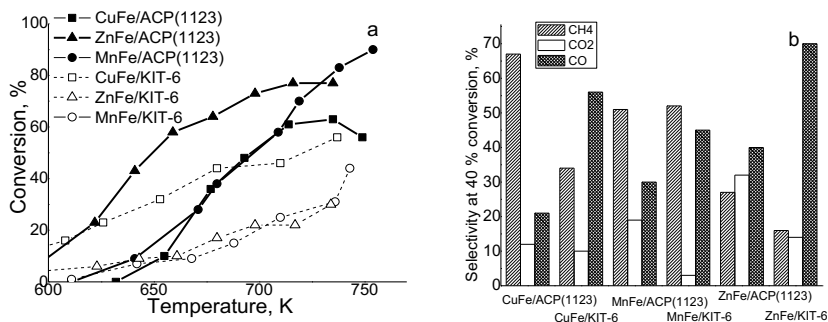 a
CuFe/ACP(1123)
ZnFe/ACP(1123)
MnFe/ACP(1123)
CuFe/KIT-6
ZnFe/KIT-6
MnFe/KIT-6
Conversion, %
100
80
60
40
20
0
600
650
700
750
Temperature, K
b
CH4
CO2
CO
Selectivity at 40 % conversion, %
70
60
50
40
30
20
10
0
CuFe/ACP(1123)
CuFe/KIT-6
MnFe/ACP(1123)
MnFe/KIT-6
ZnFe/ACP(1123)
ZnFe/KIT-6